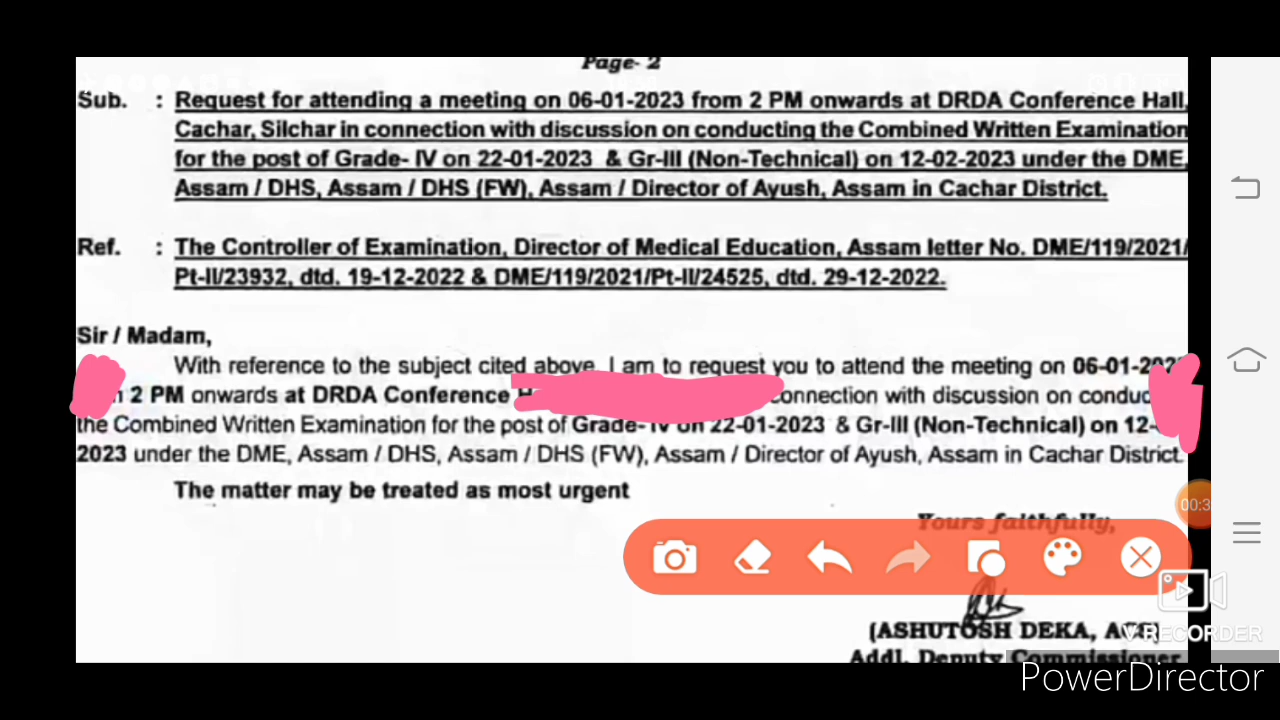 Page- 2
Sub. : Request for attending a meeting on 06-01-2023 from 2 PM onwards at DRDA Conference Hall,
Cachar, Silchar in connection with discussion on conducting the Combined Written Examination
for the post of Grade- IV on 22-01-2023 & Gr-III (Non-Technical) on 12-02-2023 under the DME,
Assam / DHS, Assam / DHS (FW), Assam / Director of Ayush, Assam in Cachar District.
Ref. : The Controller of Examination, Director of Medical Education, Assam letter No. DME/119/2021/
Pt-II/23932, dtd. 19-12-2022 & DME/119/2021/Pt-II/24525, dtd. 29-12-2022.
Sir / Madam,
With reference to the subject cited above, I am to request you to attend the meeting on 06-01-
2 PM onwards at DRDA Conference connection with discussion on
the Combined Written Examination for the post of Grade- IV on 22-01-2023 & Gr-III (Non-Technical) on 12-
2023 under the DME, Assam / DHS, Assam / DHS (FW), Assam / Director of Ayush, Assam in Cachar District.
The matter may be treated as most urgent
Yours faithfully,
00:3
(ASHUTOSH DEKA, ACS)
VRECORDER
Addl. Deputy Commissioner
PowerDirector